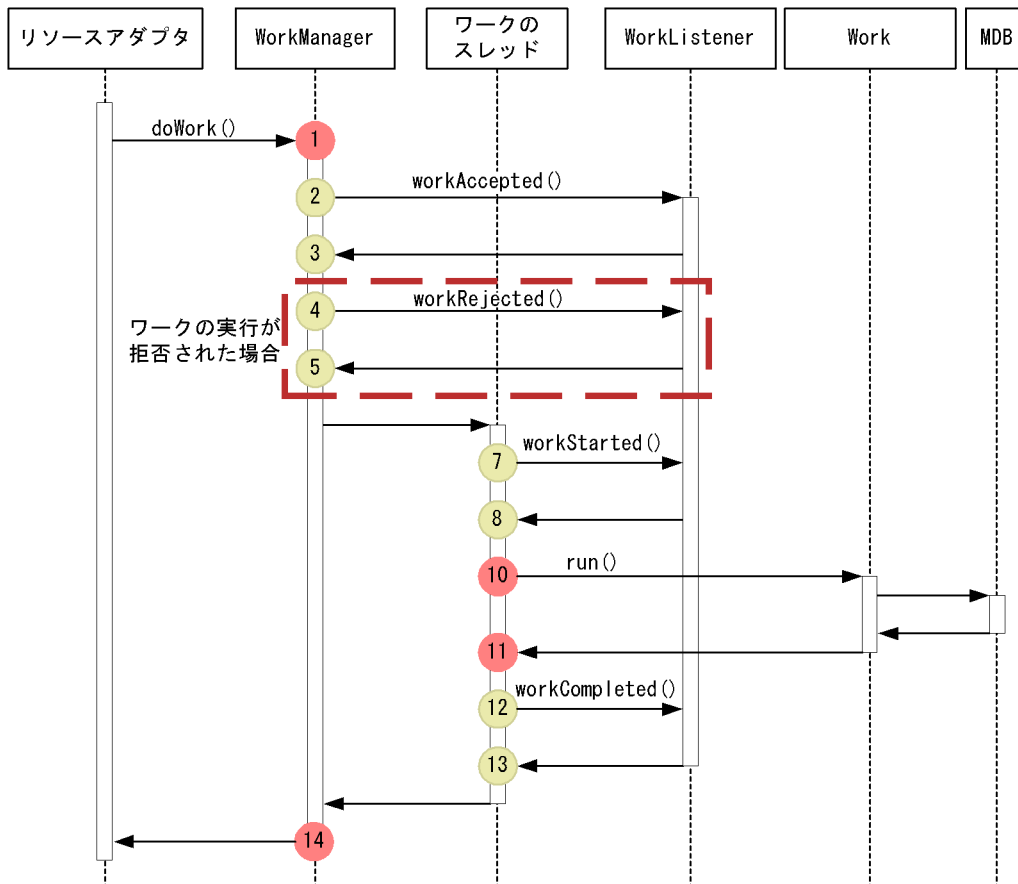 リソースアダプタ
WorkManager
ワークの
スレッド
WorkListener
Work
MDB
doWork()
1
2
workAccepted()
3
4
workRejected()
ワークの実行が
拒否された場合
5
workStarted()
7
8
10
run()
11
workCompleted()
12
13
14